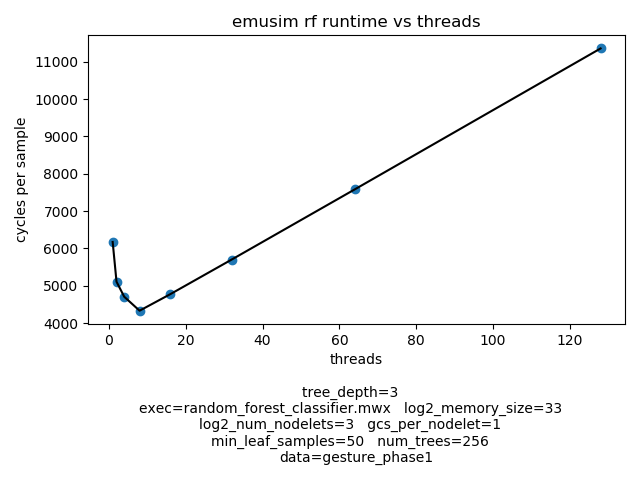 emusim rf runtime vs threads
11000
10000
9000
8000
7000
6000
5000
4000
cycles per sample
0 20 40 60 80 100 120
threads
tree_depth=3
exec=random_forest_classifier.mwx log2_memory_size=33
log2_num_nodelets=3 gcs_per_nodelet=1
min_leaf_samples=50 num_trees=256
data=gesture_phase1